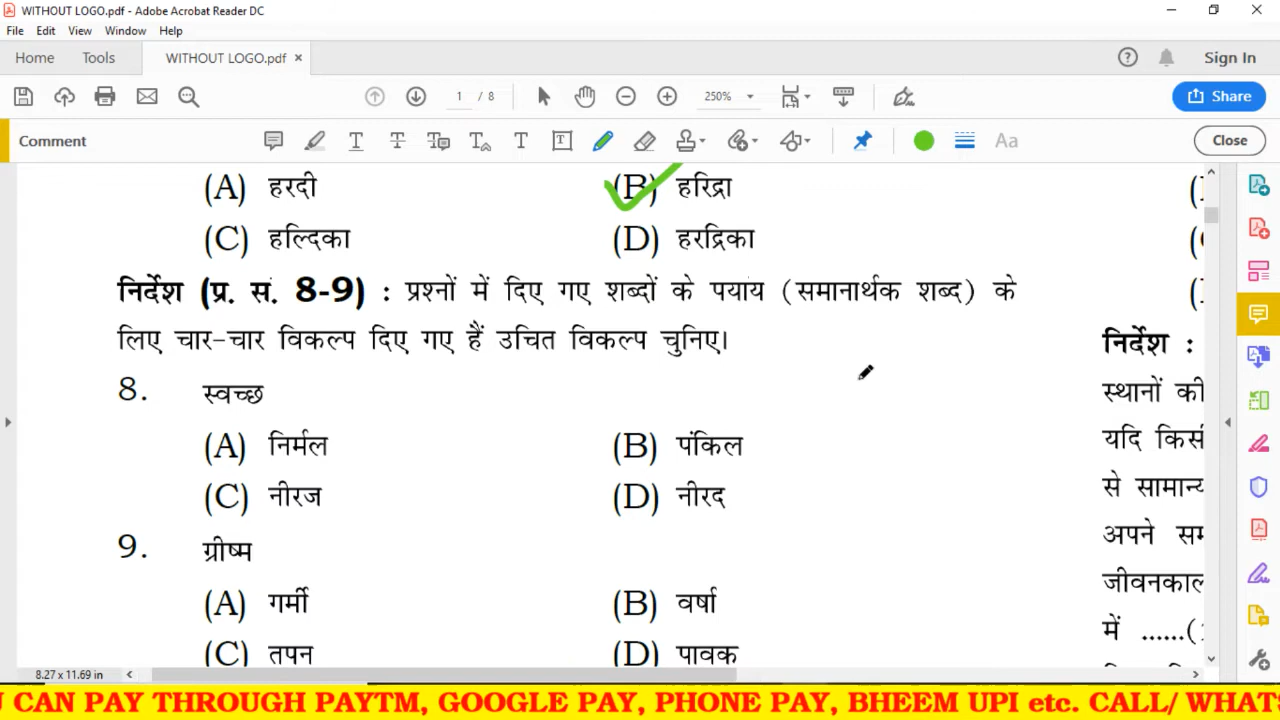 WITHOUT LOGO.pdf - Adobe Acrobat Reader DC
File Edit View Window Help
Home Tools WITHOUT LOGO.pdf × Sign In
1 / 8 250% Share
Comment Aa Close
(A) हरदी (B) हरिद्रा
(C) हल्दिका (D) हरद्रिका
निर्देश (प्र. सं. 8-9) : प्रश्नों में दिए गए शब्दों के पयाय (समानार्थक शब्द) के
लिए चार-चार विकल्प दिए गए हैं उचित विकल्प चुनिए।
8. स्वच्छ
(A) निर्मल (B) पंकिल
(C) नीरज (D) नीरद
9. ग्रीष्म
(A) गर्मी (B) वर्षा
(C) तपन (D) पावक
निर्देश :
स्थानों की
यदि किसी
से सामान्य
अपने सम
जीवनकाल
में ......(
8.27 x 11.69 in
CAN PAY THROUGH PAYTM, GOOGLE PAY, PHONE PAY, BHEEM UPI etc. CALL/ WHATS